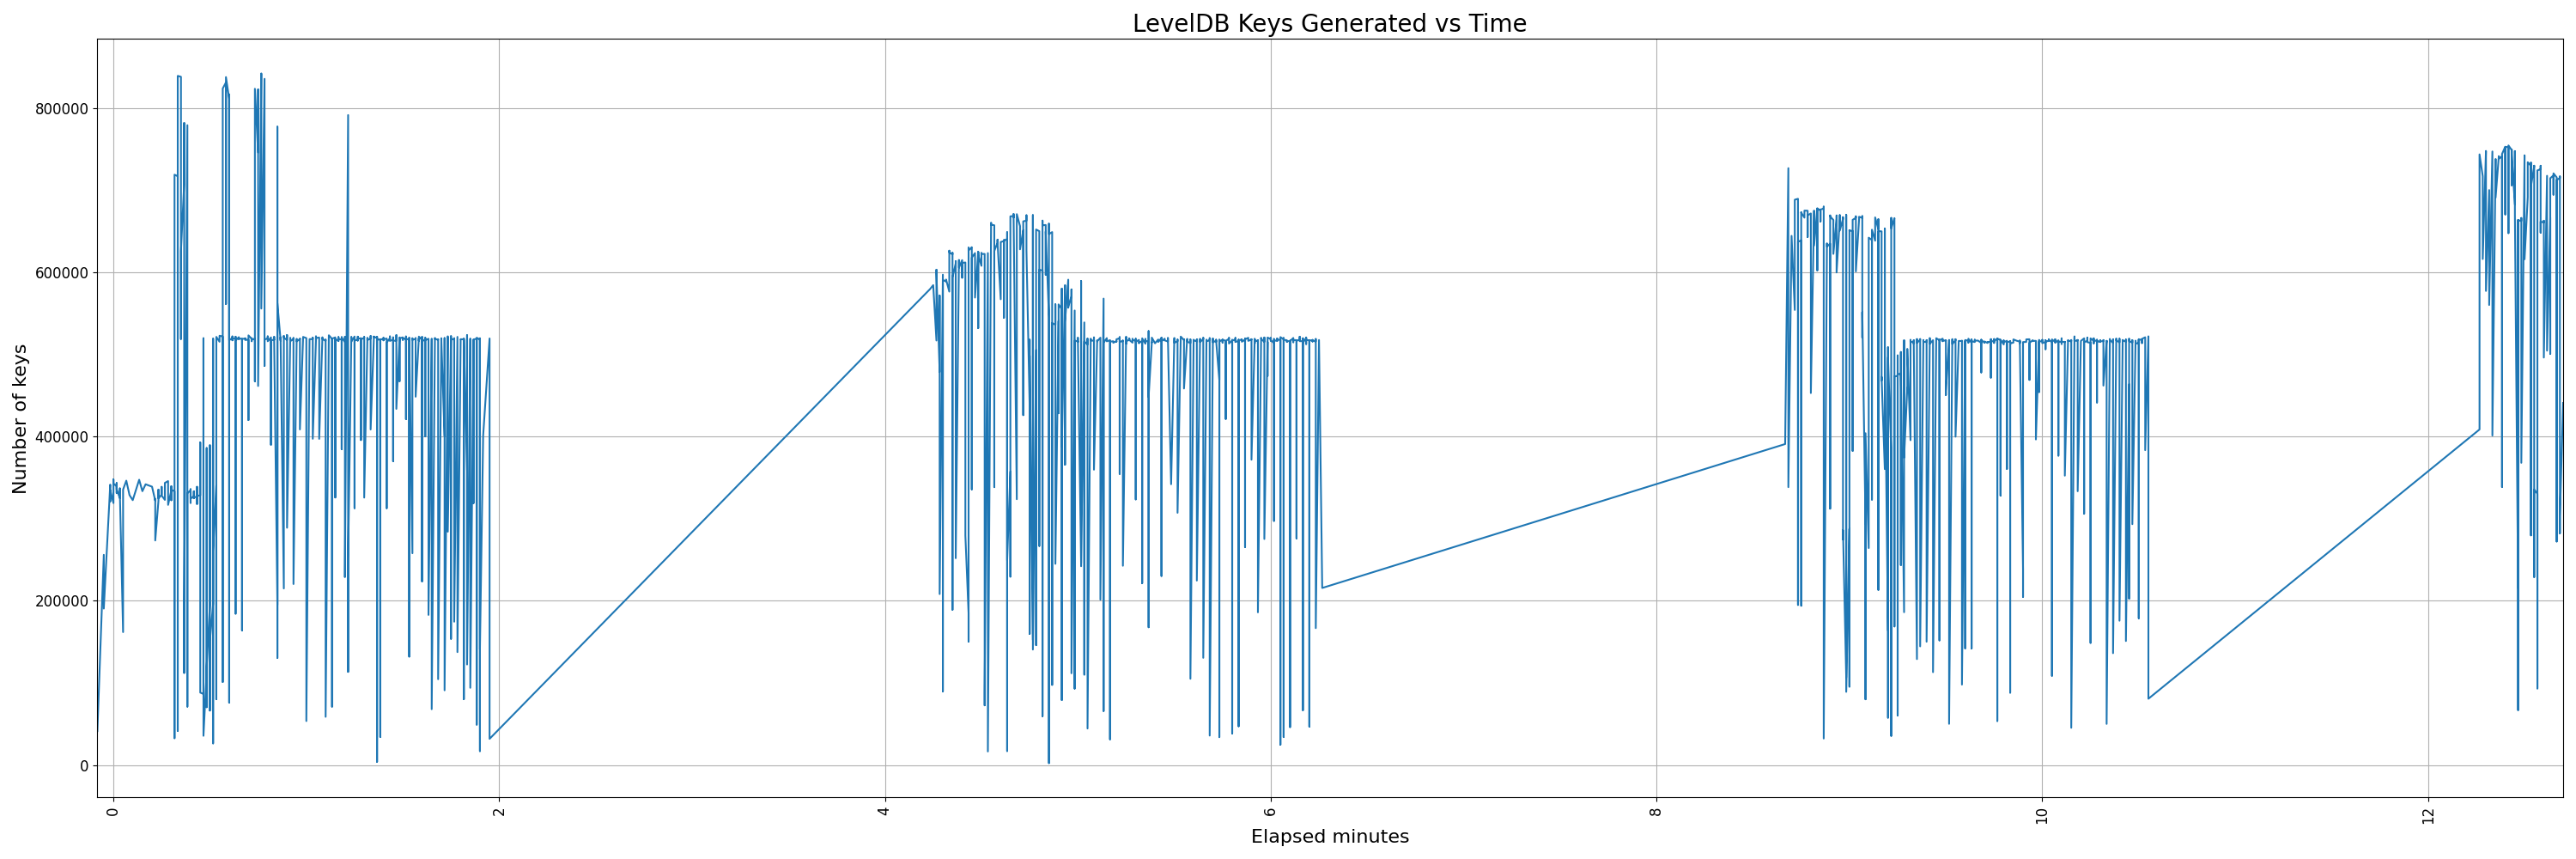 LevelDB Keys Generated vs Time
Number of keys
800000
600000
400000
200000
0
0 2 4 6 8 10 12
Elapsed minutes